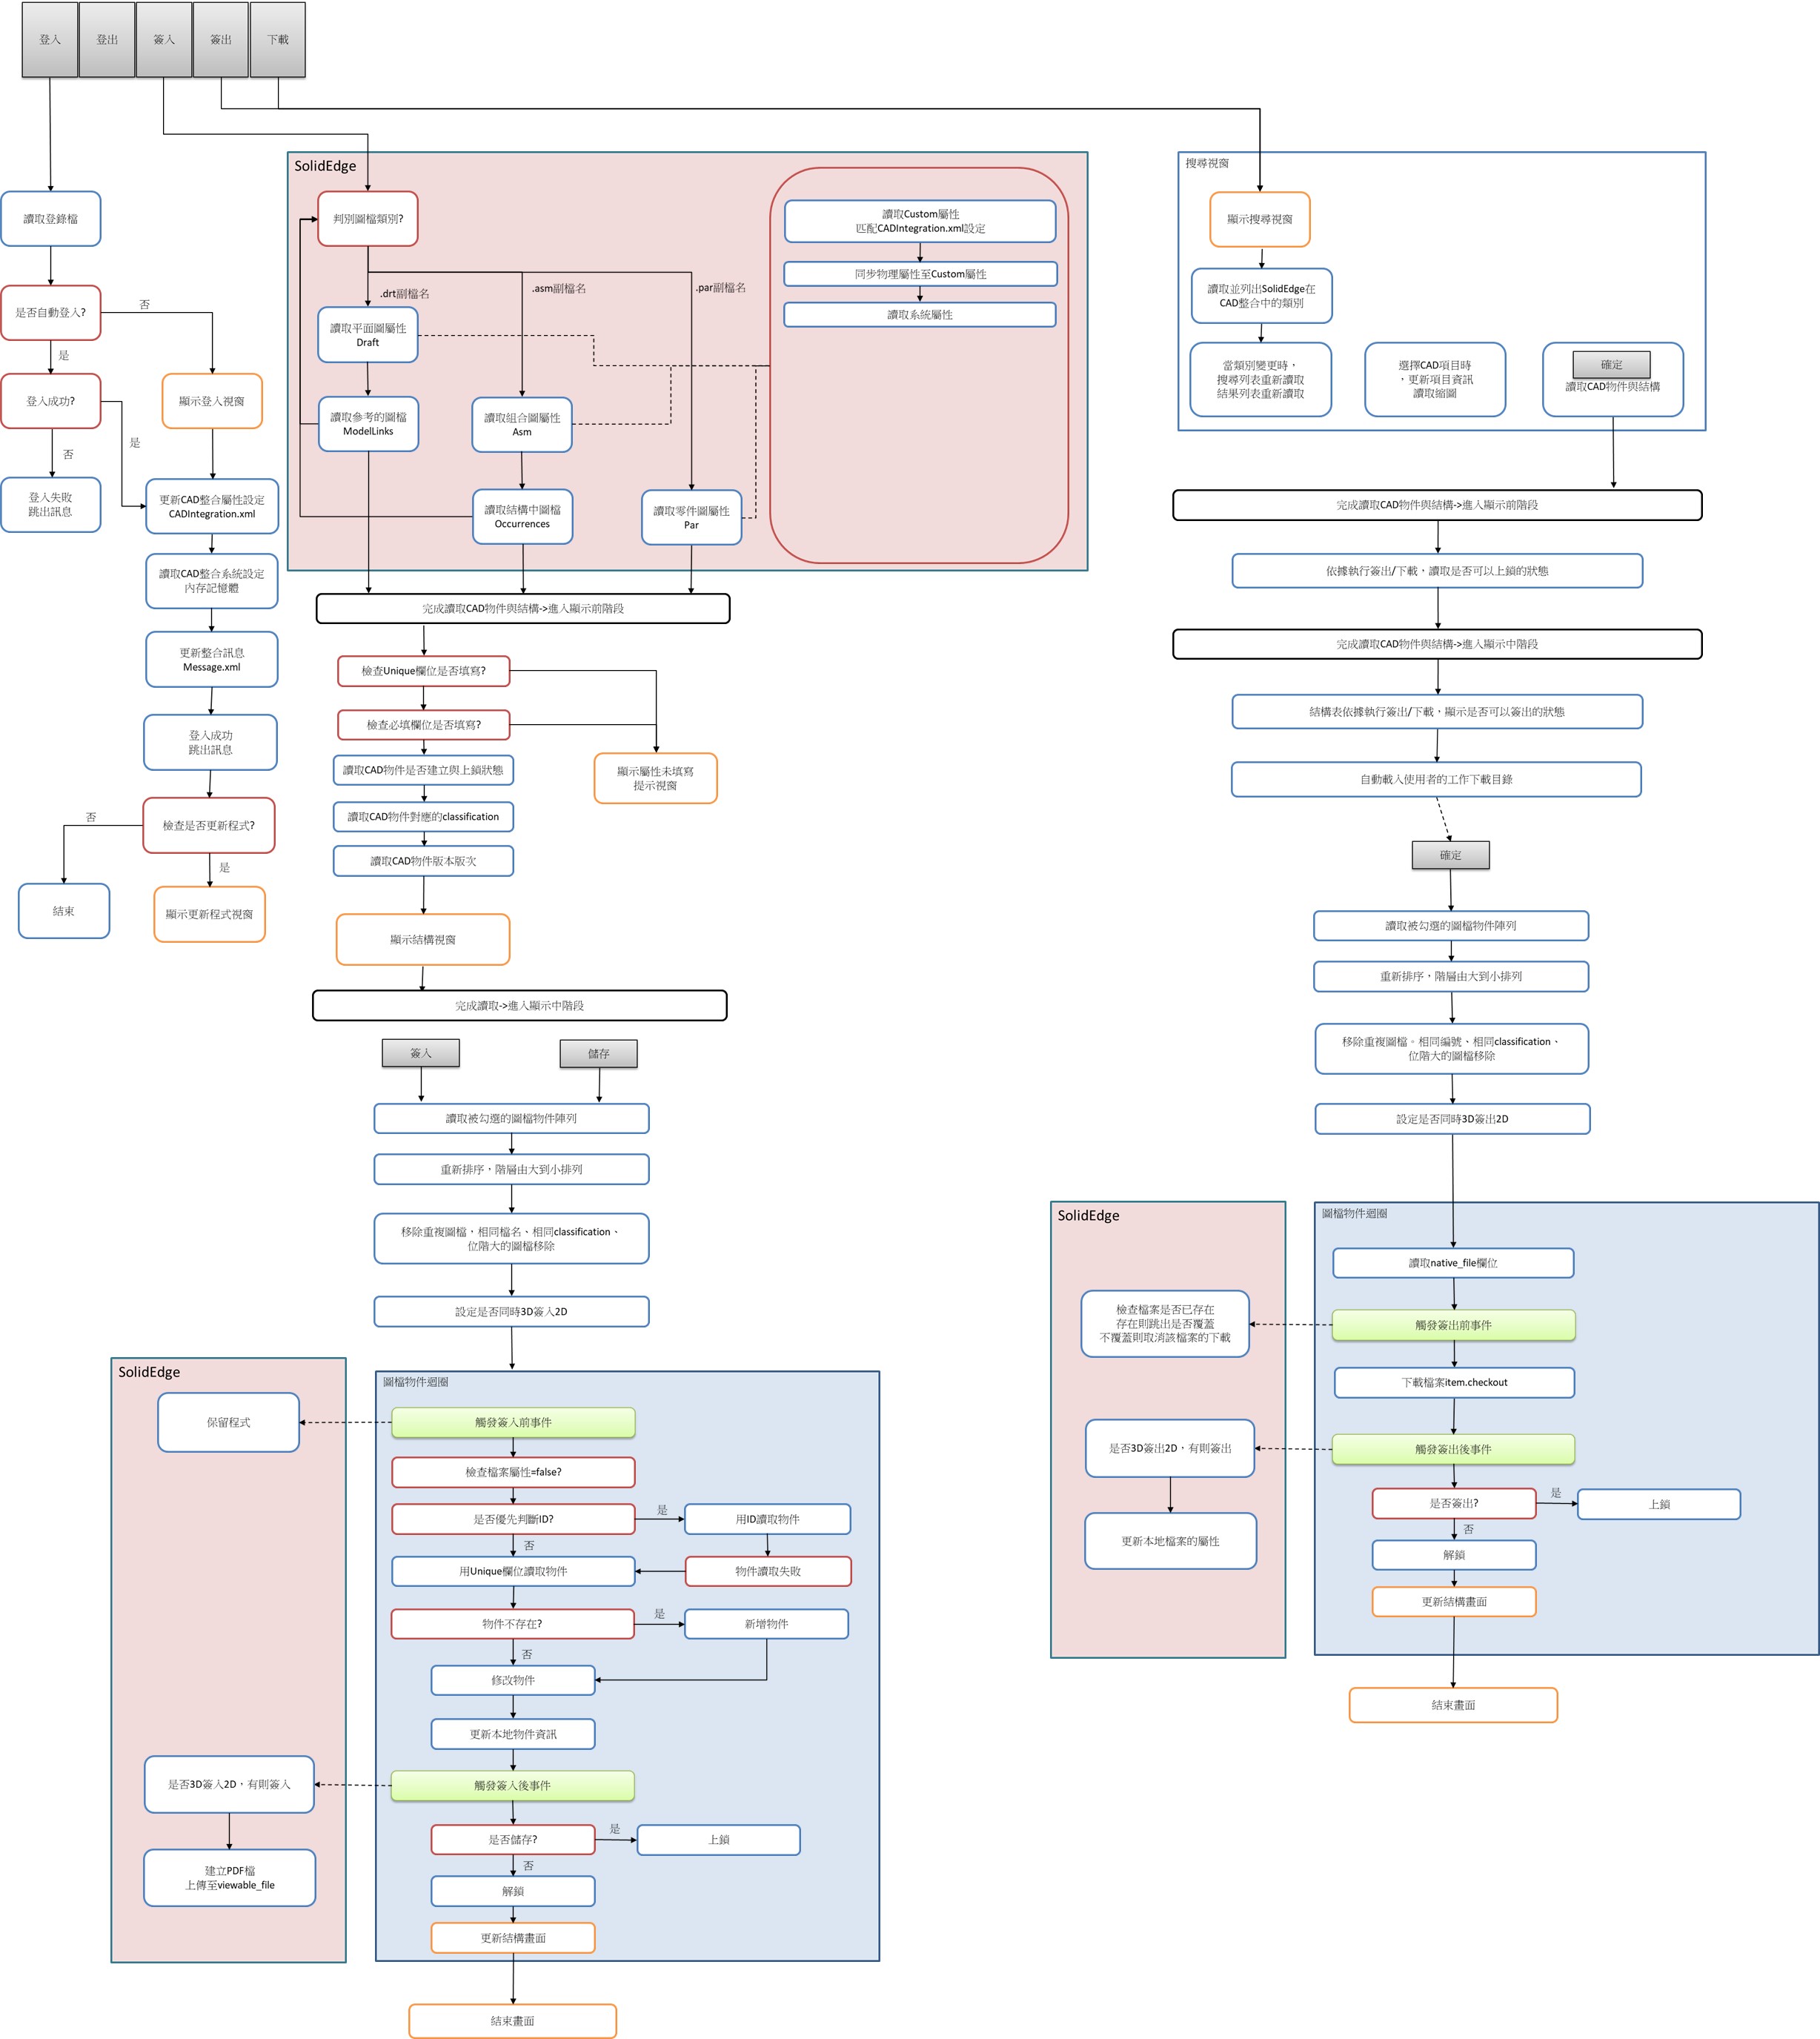 登入
登出
簽入
簽出
下載
讀取登錄檔
是否自動登入?
否
是
登入成功?
顯示登入視窗
是
否
登入失敗
跳出訊息
更新CAD整合屬性設定
CADIntegration.xml
讀取CAD整合系統設定
內存記憶體
更新整合訊息
Message.xml
登入成功
跳出訊息
檢查是否更新程式?
否
是
結束
顯示更新程式視窗
SolidEdge
判別圖檔類別?
.drt副檔名
.asm副檔名
.par副檔名
讀取平面圖屬性
Draft
讀取參考的圖檔
ModelLinks
讀取組合圖屬性
Asm
讀取結構中圖檔
Occurrences
讀取零件圖屬性
Par
讀取Custom屬性
匹配CADIntegration.xml設定
同步物理屬性至Custom屬性
讀取系統屬性
完成讀取CAD物件與結構->進入顯示前階段
檢查Unique欄位是否填寫?
檢查必填欄位是否填寫?
顯示屬性未填寫
提示視窗
讀取CAD物件是否建立與上鎖狀態
讀取CAD物件對應的classification
讀取CAD物件版本版次
顯示結構視窗
完成讀取->進入顯示中階段
簽入
儲存
讀取被勾選的圖檔物件陣列
重新排序，階層由大到小排列
移除重複圖檔，相同檔名、相同classification、
位階大的圖檔移除
設定是否同時3D簽入2D
SolidEdge
保留程式
是否3D簽入2D，有則簽入
建立PDF檔
上傳至viewable_file
圖檔物件迴圈
觸發簽入前事件
檢查檔案屬性=false?
是否優先判斷ID?
是
用ID讀取物件
否
用Unique欄位讀取物件
物件讀取失敗
物件不存在?
是
新增物件
否
修改物件
更新本地物件資訊
觸發簽入後事件
是否儲存?
是
上鎖
否
解鎖
更新結構畫面
結束畫面
搜尋視窗
顯示搜尋視窗
讀取並列出SolidEdge在
CAD整合中的類別
當類別變更時，
搜尋列表重新讀取
結果列表重新讀取
選擇CAD項目時
，更新項目資訊
讀取縮圖
確定
讀取CAD物件與結構
完成讀取CAD物件與結構->進入顯示前階段
依據執行簽出/下載，讀取是否可以上鎖的狀態
完成讀取CAD物件與結構->進入顯示中階段
結構表依據執行簽出/下載，顯示是否可以簽出的狀態
自動載入使用者的工作下載目錄
確定
讀取被勾選的圖檔物件陣列
重新排序，階層由大到小排列
移除重複圖檔。相同編號、相同classification、
位階大的圖檔移除
設定是否同時3D簽出2D
SolidEdge
檢查檔案是否已存在
存在則跳出是否覆蓋
不覆蓋則取消該檔案的下載
是否3D簽出2D，有則簽出
更新本地檔案的屬性
圖檔物件迴圈
讀取native_file欄位
觸發簽出前事件
下載檔案item.checkout
觸發簽出後事件
是否簽出?
是
上鎖
否
解鎖
更新結構畫面
結束畫面